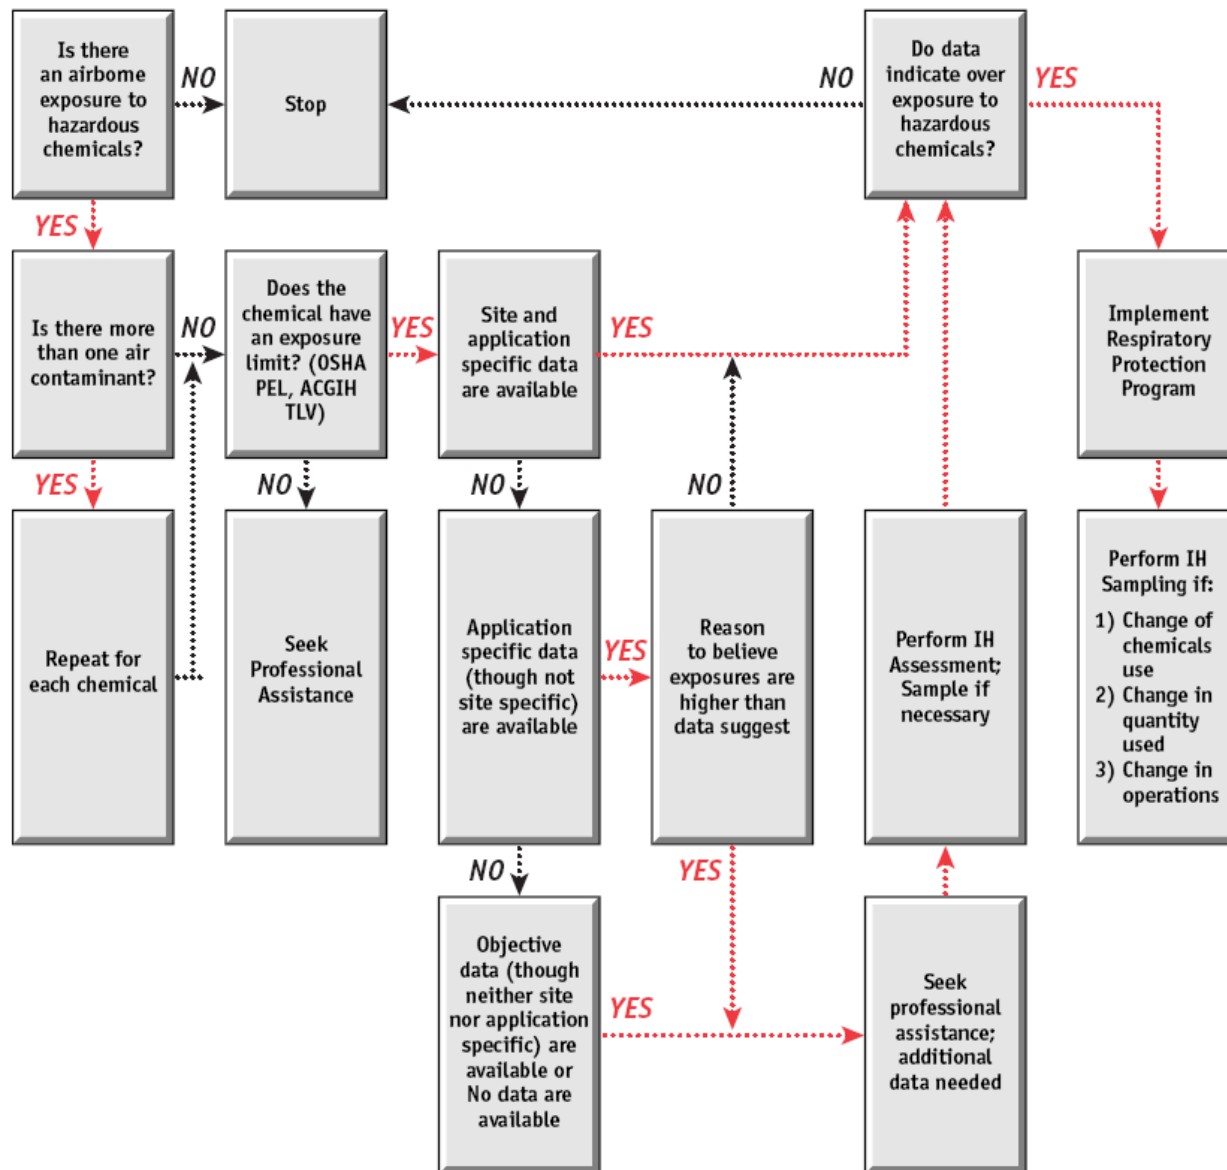 Is there
an airborne
exposure to
hazardous
chemicals?
NO
Stop
NO
Do data
indicate over
exposure to
hazardous
chemicals?
YES
YES
Is there more
than one air
contaminant?
NO
Does the
chemical have
an exposure
limit? (OSHA
PEL, ACGIH
TLV)
YES
Site and
application
specific data
are available
YES
Implement
Respiratory
Protection
Program
YES
NO
NO
NO
Repeat for
each chemical
Seek
Professional
Assistance
Application
specific data
(though not
site specific)
are available
YES
Reason
to believe
exposures are
higher than
data suggest
Perform IH
Assessment;
Sample if
necessary
Perform IH
Sampling if:
1) Change of
chemicals
use
2) Change in
quantity
used
3) Change in
operations
NO
YES
Objective
data (though
neither site
nor application
specific) are
available or
No data are
available
YES
Seek
professional
assistance;
additional
data needed